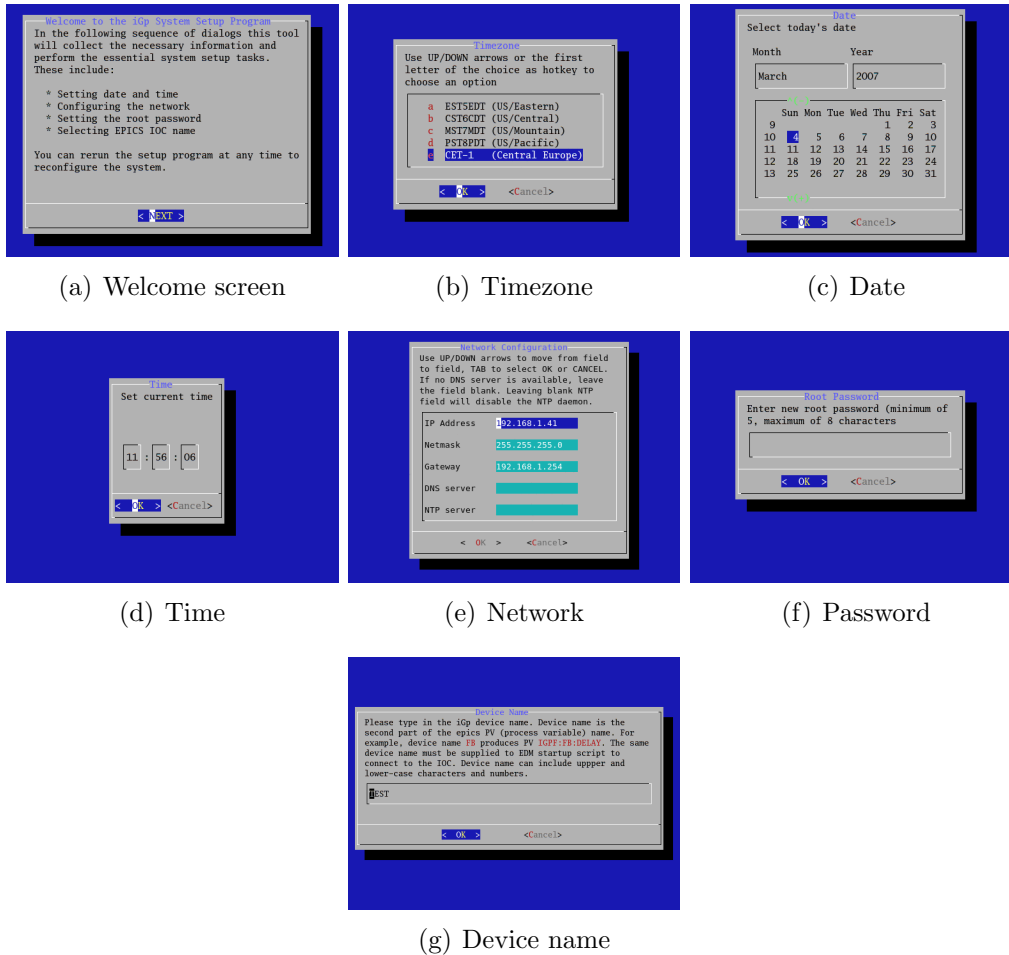 Welcome to the iGp System Setup Program
In the following sequence of dialogs this tool
will collect the necessary information and
perform the essential system setup tasks.
These include:
* Setting date and time
* Configuring the network
* Setting the root password
* Selecting EPICS IOC name
You can rerun the setup program at any time to
reconfigure the system.
< NEXT >
(a) Welcome screen
Timezone
Use UP/DOWN arrows or the first
letter of the choice as hotkey to
choose an option
a EST5EDT (US/Eastern)
b CST6CDT (US/Central)
c MST7MDT (US/Mountain)
d PST8PDT (US/Pacific)
e CET-1 (Central Europe)
< OK > <Cancel>
(b) Timezone
Date
Select today's date
Month Year
March 2007
Sun Mon Tue Wed Thu Fri Sat
9 1 2 3
10 4 5 6 7 8 9 10
11 11 12 13 14 15 16 17
12 18 19 20 21 22 23 24
13 25 26 27 28 29 30 31
< OK > <Cancel>
(c) Date
Time
Set current time
11 : 56 : 06
< OK > <Cancel>
(d) Time
Network Configuration
Use UP/DOWN arrows to move from field
to field, TAB to select OK or CANCEL.
If no DNS server is available, leave
the field blank. Leaving blank NTP
field will disable the NTP daemon.
IP Address 192.168.1.41
Netmask 255.255.255.0
Gateway 192.168.1.254
DNS server
NTP server
< OK > <Cancel>
(e) Network
Root Password
Enter new root password (minimum of
5, maximum of 8 characters
< OK > <Cancel>
(f) Password
Device Name
Please type in the iGp device name. Device name is the
second part of the epics PV (process variable) name. For
example, device name FB produces PV IGPF:FB:DELAY. The same
device name must be supplied to EDM startup script to
connect to the IOC. Device name can include uppper and
lower-case characters and numbers.
TEST
< OK > <Cancel>
(g) Device name